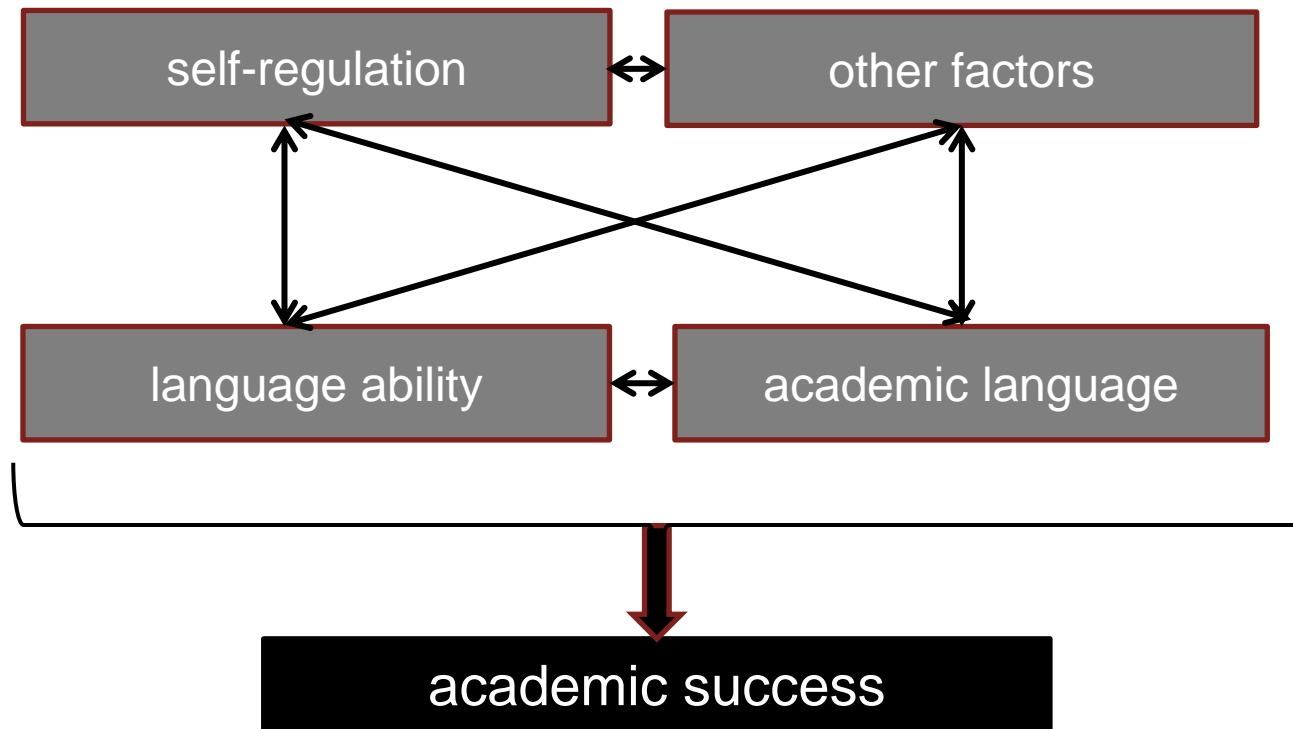 self-regulation
other factors
language ability
academic language
academic success